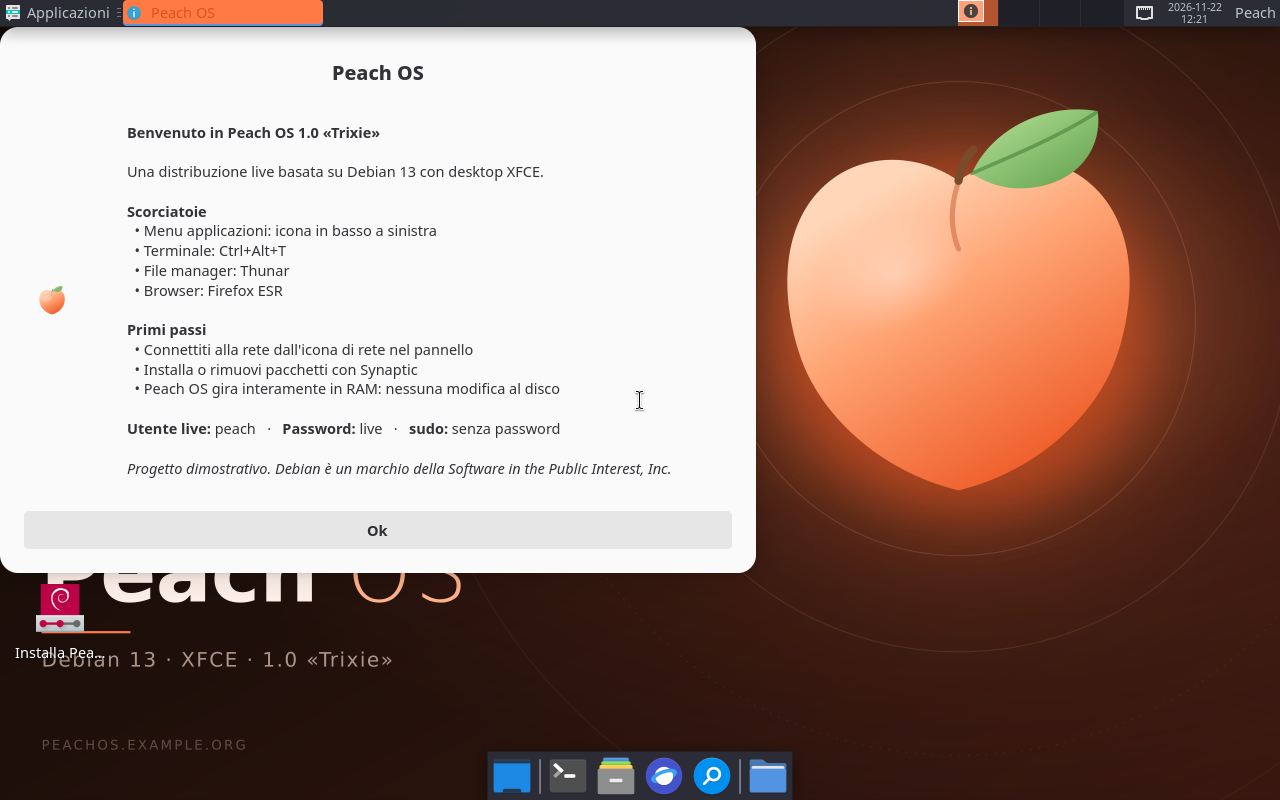 Applicazioni
Peach OS
2026-11-22
12:21
Peach
Peach OS
Benvenuto in Peach OS 1.0 «Trixie»
Una distribuzione live basata su Debian 13 con desktop XFCE.
Scorciatoie
• Menu applicazioni: icona in basso a sinistra
• Terminale: Ctrl+Alt+T
• File manager: Thunar
• Browser: Firefox ESR
Primi passi
• Connettiti alla rete dall'icona di rete nel pannello
• Installa o rimuovi pacchetti con Synaptic
• Peach OS gira interamente in RAM: nessuna modifica al disco
Utente live: peach · Password: live · sudo: senza password
Progetto dimostrativo. Debian è un marchio della Software in the Public Interest, Inc.
Ok
Peach OS
Installa Pea...
Debian 13 · XFCE · 1.0 «Trixie»
PEACHOS.EXAMPLE.ORG